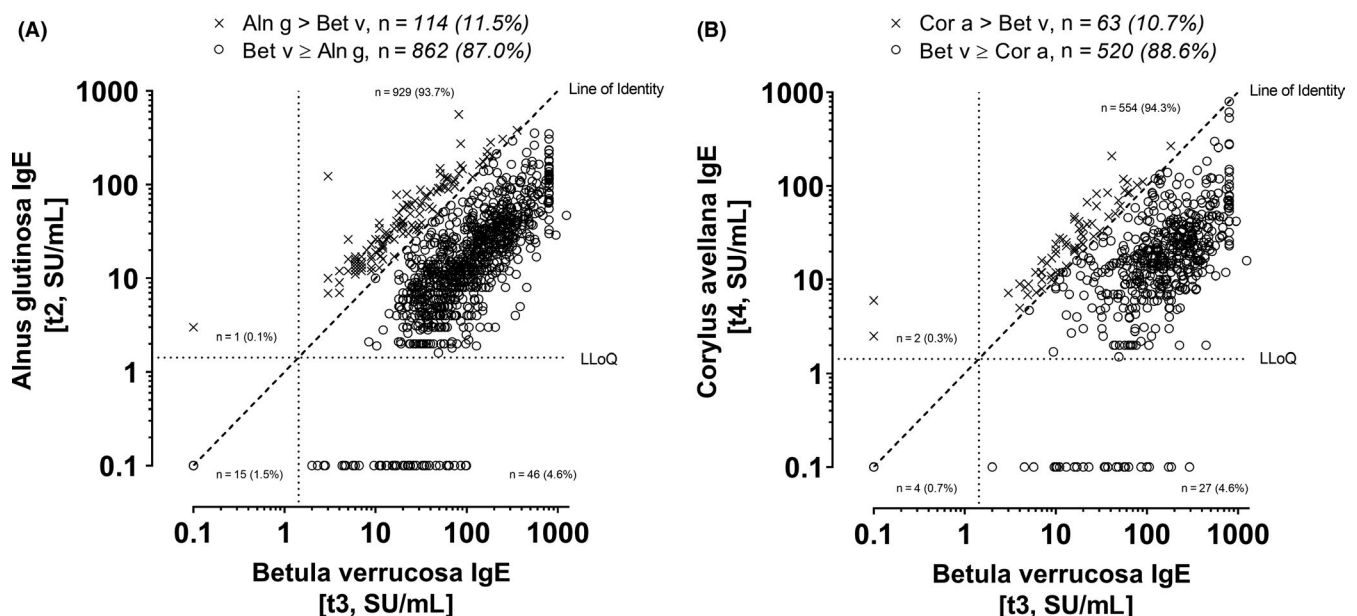 (A)
× Aln g > Bet v, n = 114 (11.5%)
○ Bet v ≥ Aln g, n = 862 (87.0%)
n = 929 (93.7%)
Line of Identity
1000
100
10
1
0.1
Alnus glutinosa IgE
[t2, SU/mL]
n = 1 (0.1%)
LLoQ
n = 15 (1.5%)
n = 46 (4.6%)
0.1 1 10 100 1000
Betula verrucosa IgE
[t3, SU/mL]
(B)
× Cor a > Bet v, n = 63 (10.7%)
○ Bet v ≥ Cor a, n = 520 (88.6%)
n = 554 (94.3%)
Line of Identity
1000
100
10
1
0.1
Corylus avellana IgE
[t4, SU/mL]
n = 2 (0.3%)
LLoQ
n = 4 (0.7%)
n = 27 (4.6%)
0.1 1 10 100 1000
Betula verrucosa IgE
[t3, SU/mL]